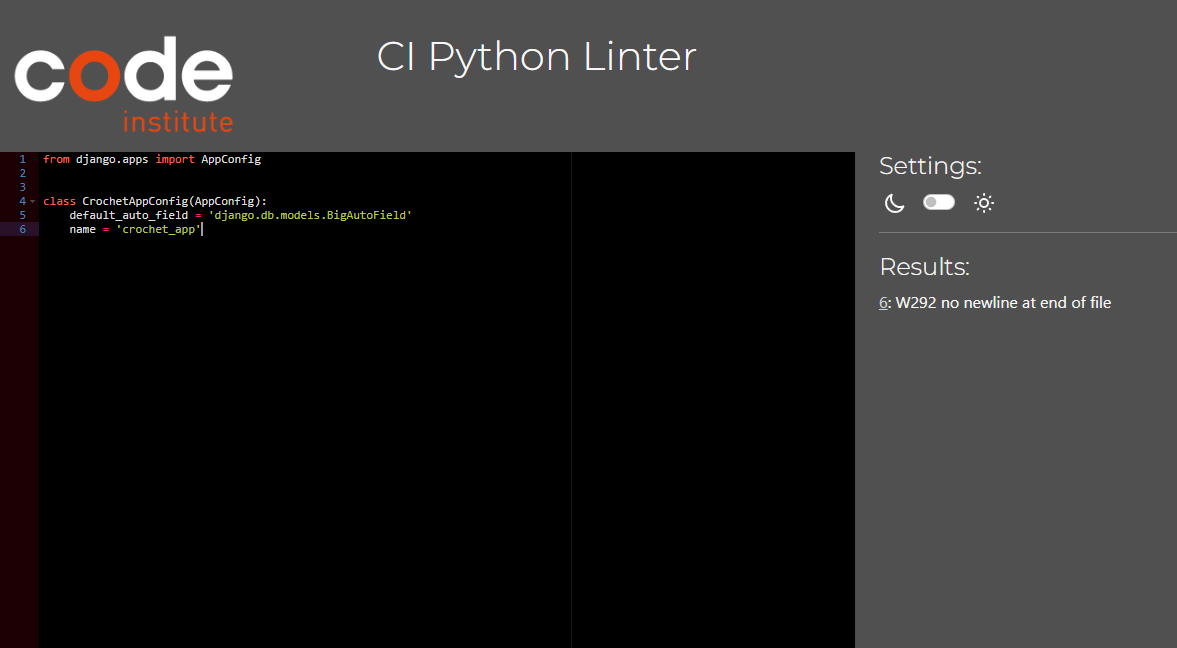 code
institute
CI Python Linter
1 from django.apps import AppConfig
2
3
4 class CrochetAppConfig(AppConfig):
5     default_auto_field = 'django.db.models.BigAutoField'
6     name = 'crochet_app'
Settings:
Results:
6: W292 no newline at end of file